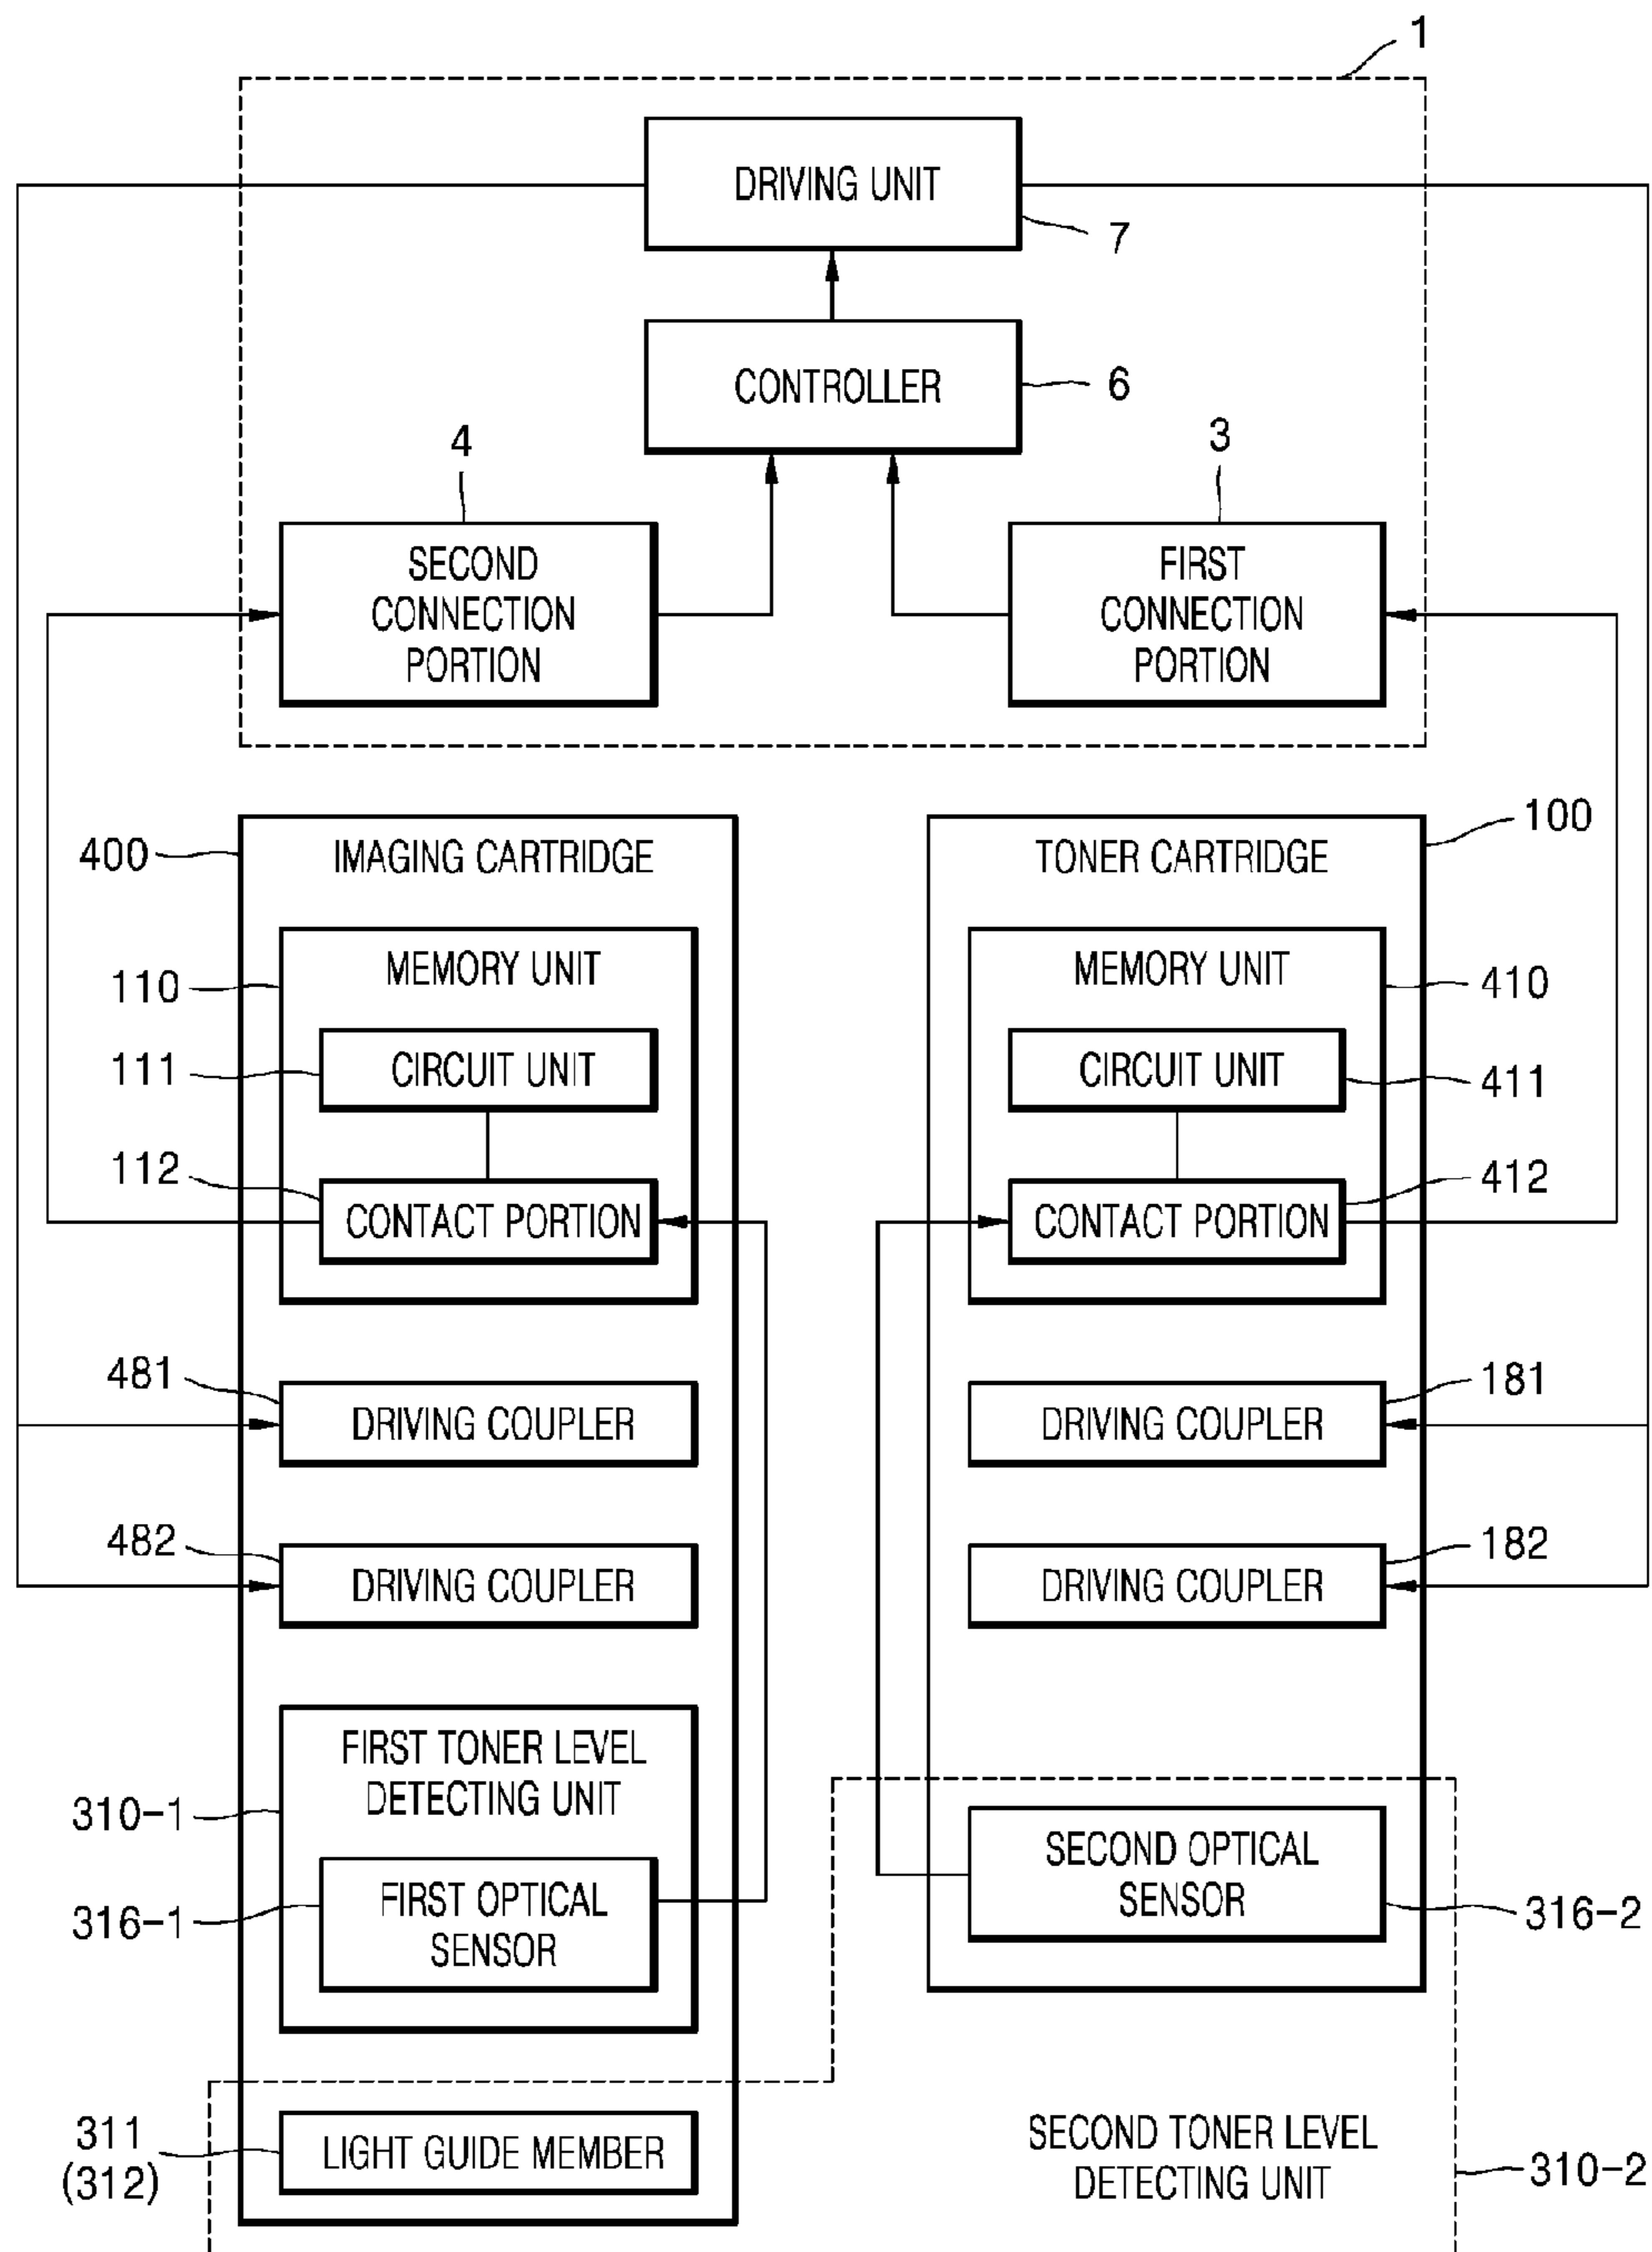 1
DRIVING UNIT
7
CONTROLLER
6
4
3
SECOND
CONNECTION
PORTION
FIRST
CONNECTION
PORTION
400
IMAGING CARTRIDGE
110
MEMORY UNIT
111
CIRCUIT UNIT
112
CONTACT PORTION
481
DRIVING COUPLER
482
DRIVING COUPLER
310-1
FIRST TONER LEVEL
DETECTING UNIT
316-1
FIRST OPTICAL
SENSOR
311
(312)
LIGHT GUIDE MEMBER
100
TONER CARTRIDGE
MEMORY UNIT
410
CIRCUIT UNIT
411
CONTACT PORTION
412
DRIVING COUPLER
181
DRIVING COUPLER
182
SECOND OPTICAL
SENSOR
316-2
SECOND TONER LEVEL
DETECTING UNIT
310-2